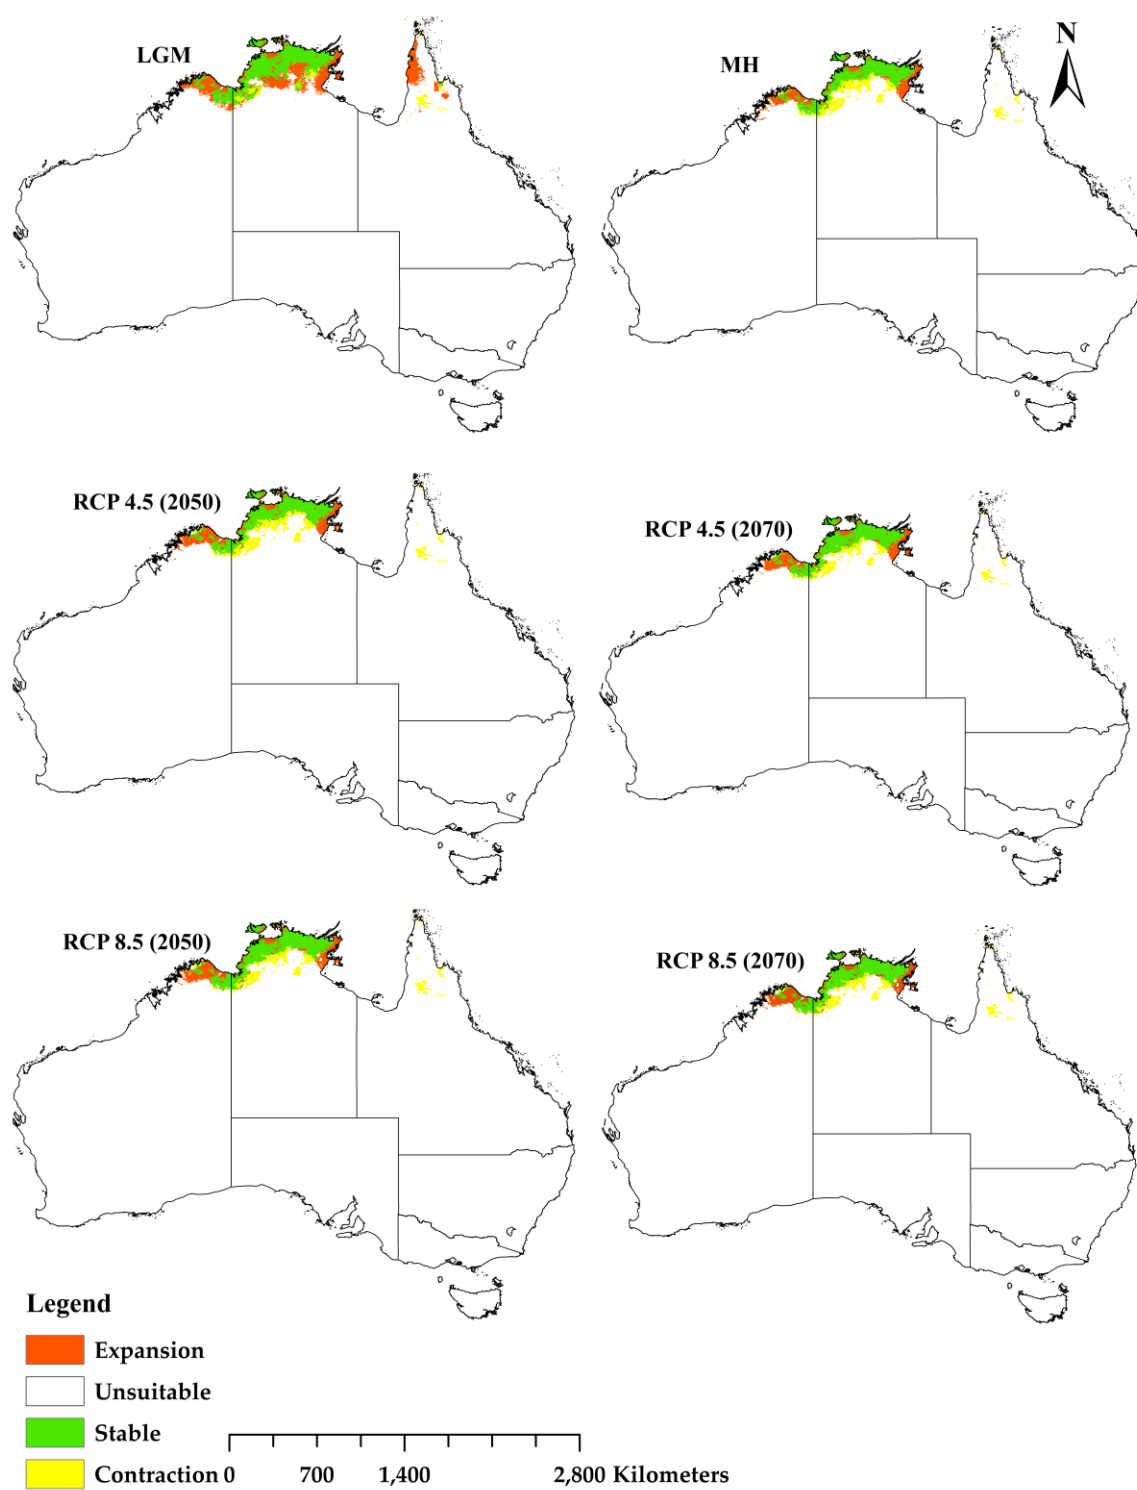 LGM
MH
N
RCP 4.5 (2050)
RCP 4.5 (2070)
RCP 8.5 (2050)
RCP 8.5 (2070)
Legend
Expansion
Unsuitable
Stable
Contraction
0 700 1,400 2,800 Kilometers